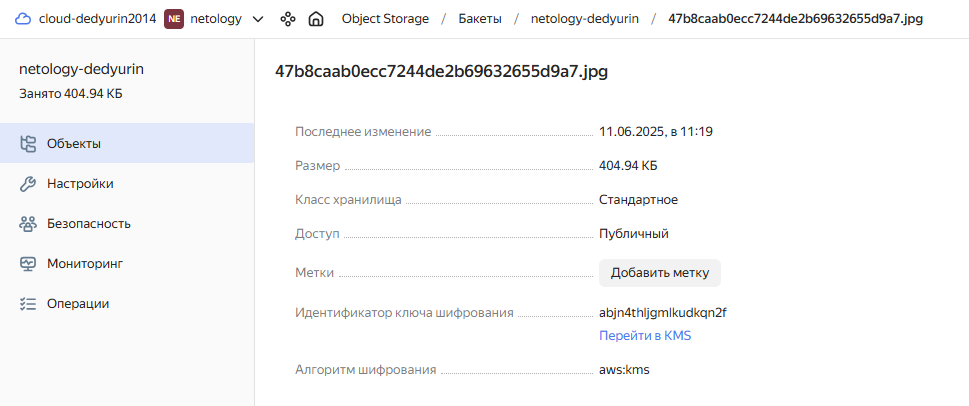 cloud-dedyurin2014 NE netology Object Storage / Бакеты / netology-dedyurin / 47b8caab0ecc7244de2b69632655d9a7.jpg
netology-dedyurin
Занято 404.94 КБ
Объекты
Настройки
Безопасность
Мониторинг
Операции
47b8caab0ecc7244de2b69632655d9a7.jpg
Последнее изменение 11.06.2025, в 11:19
Размер 404.94 КБ
Класс хранилища Стандартное
Доступ Публичный
Метки Добавить метку
Идентификатор ключа шифрования abjn4thljgmlkudkqn2f
Перейти в KMS
Алгоритм шифрования aws:kms